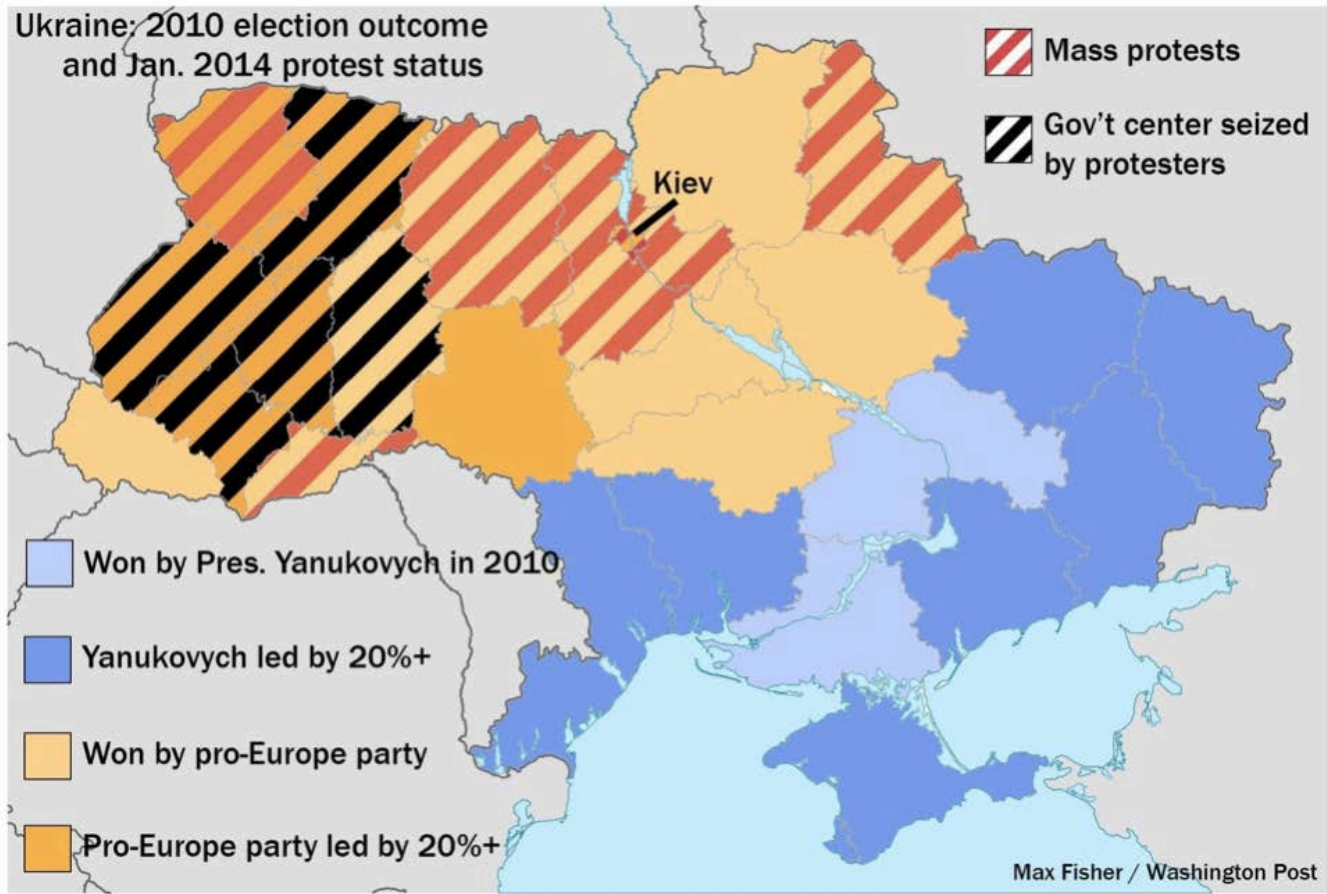 Ukraine: 2010 election outcome
and Jan. 2014 protest status
Mass protests
Gov't center seized
by protesters
Kiev
Won by Pres. Yanukovych in 2010
Yanukovych led by 20%+
Won by pro-Europe party
Pro-Europe party led by 20%+
Max Fisher / Washington Post